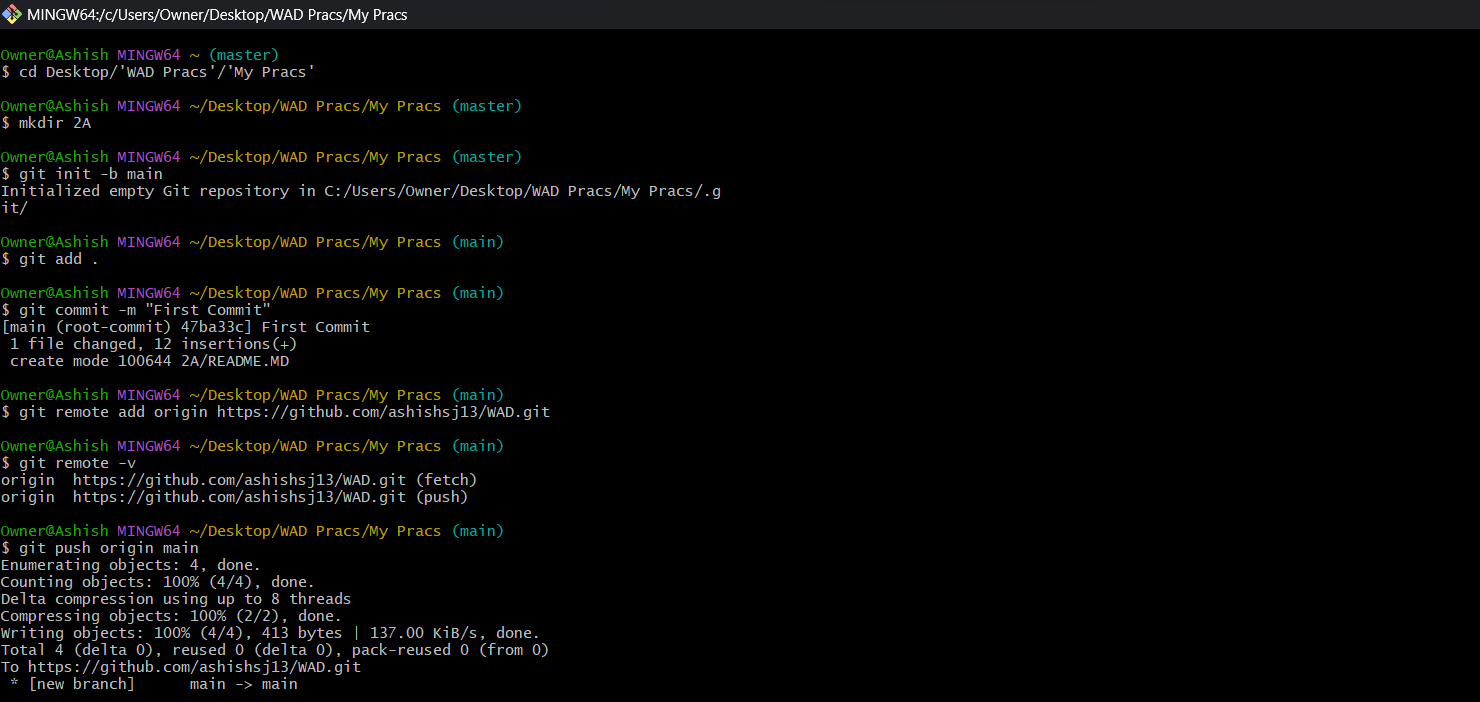 MINGW64:/c/Users/Owner/Desktop/WAD Pracs/My Pracs
Owner@Ashish MINGW64 ~ (master)
$ cd Desktop/'WAD Pracs'/'My Pracs'
Owner@Ashish MINGW64 ~/Desktop/WAD Pracs/My Pracs (master)
$ mkdir 2A
Owner@Ashish MINGW64 ~/Desktop/WAD Pracs/My Pracs (master)
$ git init -b main
Initialized empty Git repository in C:/Users/Owner/Desktop/WAD Pracs/My Pracs/.g
it/
Owner@Ashish MINGW64 ~/Desktop/WAD Pracs/My Pracs (main)
$ git add .
Owner@Ashish MINGW64 ~/Desktop/WAD Pracs/My Pracs (main)
$ git commit -m "First Commit"
[main (root-commit) 47ba33c] First Commit
 1 file changed, 12 insertions(+)
 create mode 100644 2A/README.MD
Owner@Ashish MINGW64 ~/Desktop/WAD Pracs/My Pracs (main)
$ git remote add origin https://github.com/ashishsj13/WAD.git
Owner@Ashish MINGW64 ~/Desktop/WAD Pracs/My Pracs (main)
$ git remote -v
origin  https://github.com/ashishsj13/WAD.git (fetch)
origin  https://github.com/ashishsj13/WAD.git (push)
Owner@Ashish MINGW64 ~/Desktop/WAD Pracs/My Pracs (main)
$ git push origin main
Enumerating objects: 4, done.
Counting objects: 100% (4/4), done.
Delta compression using up to 8 threads
Compressing objects: 100% (2/2), done.
Writing objects: 100% (4/4), 413 bytes | 137.00 KiB/s, done.
Total 4 (delta 0), reused 0 (delta 0), pack-reused 0 (from 0)
To https://github.com/ashishsj13/WAD.git
 * [new branch]      main -> main